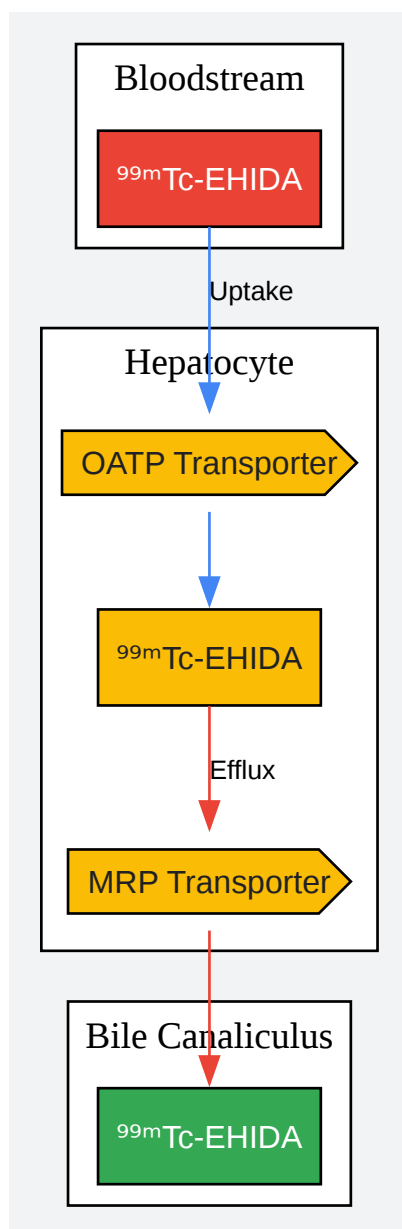 Bloodstream
⁹⁹ᵐTc-EHIDA
Uptake
Hepatocyte
OATP Transporter
⁹⁹ᵐTc-EHIDA
Efflux
MRP Transporter
Bile Canaliculus
⁹⁹ᵐTc-EHIDA